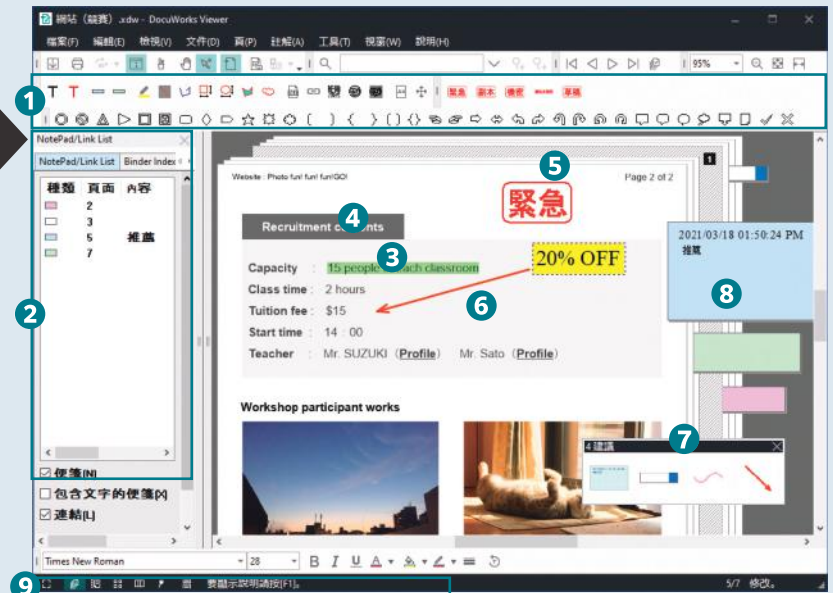 網站（競賽）.xdw - DocuWorks Viewer
檔案(F) 編輯(E) 檢視(V) 文件(D) 頁(P) 註解(A) 工具(T) 視窗(W) 說明(H)
95%
1
T T 緊急 副本 機密 草稿
NotePad/Link List
NotePad/Link List Binder Index
種類 頁面 內容
2
3
5 推薦
7
2
☑便箋(N)
☐包含文字的便箋(X)
☑連結(L)
Website : Photo fun! fun! fun!GO!
5
緊急
Page 2 of 2
1
4
Recruitment contents
3
Capacity : 15 people each classroom
20% OFF
Class time : 2 hours
6
Tuition fee : $15
Start time : 14 : 00
Teacher : Mr. SUZUKI (Profile) Mr. Sato (Profile)
2021/03/18 01:50:24 PM
推薦
8
Workshop participant works
7
4 建議
Times New Roman 28 B I U A
9
要顯示說明請按[F1]。
5/7 修改。